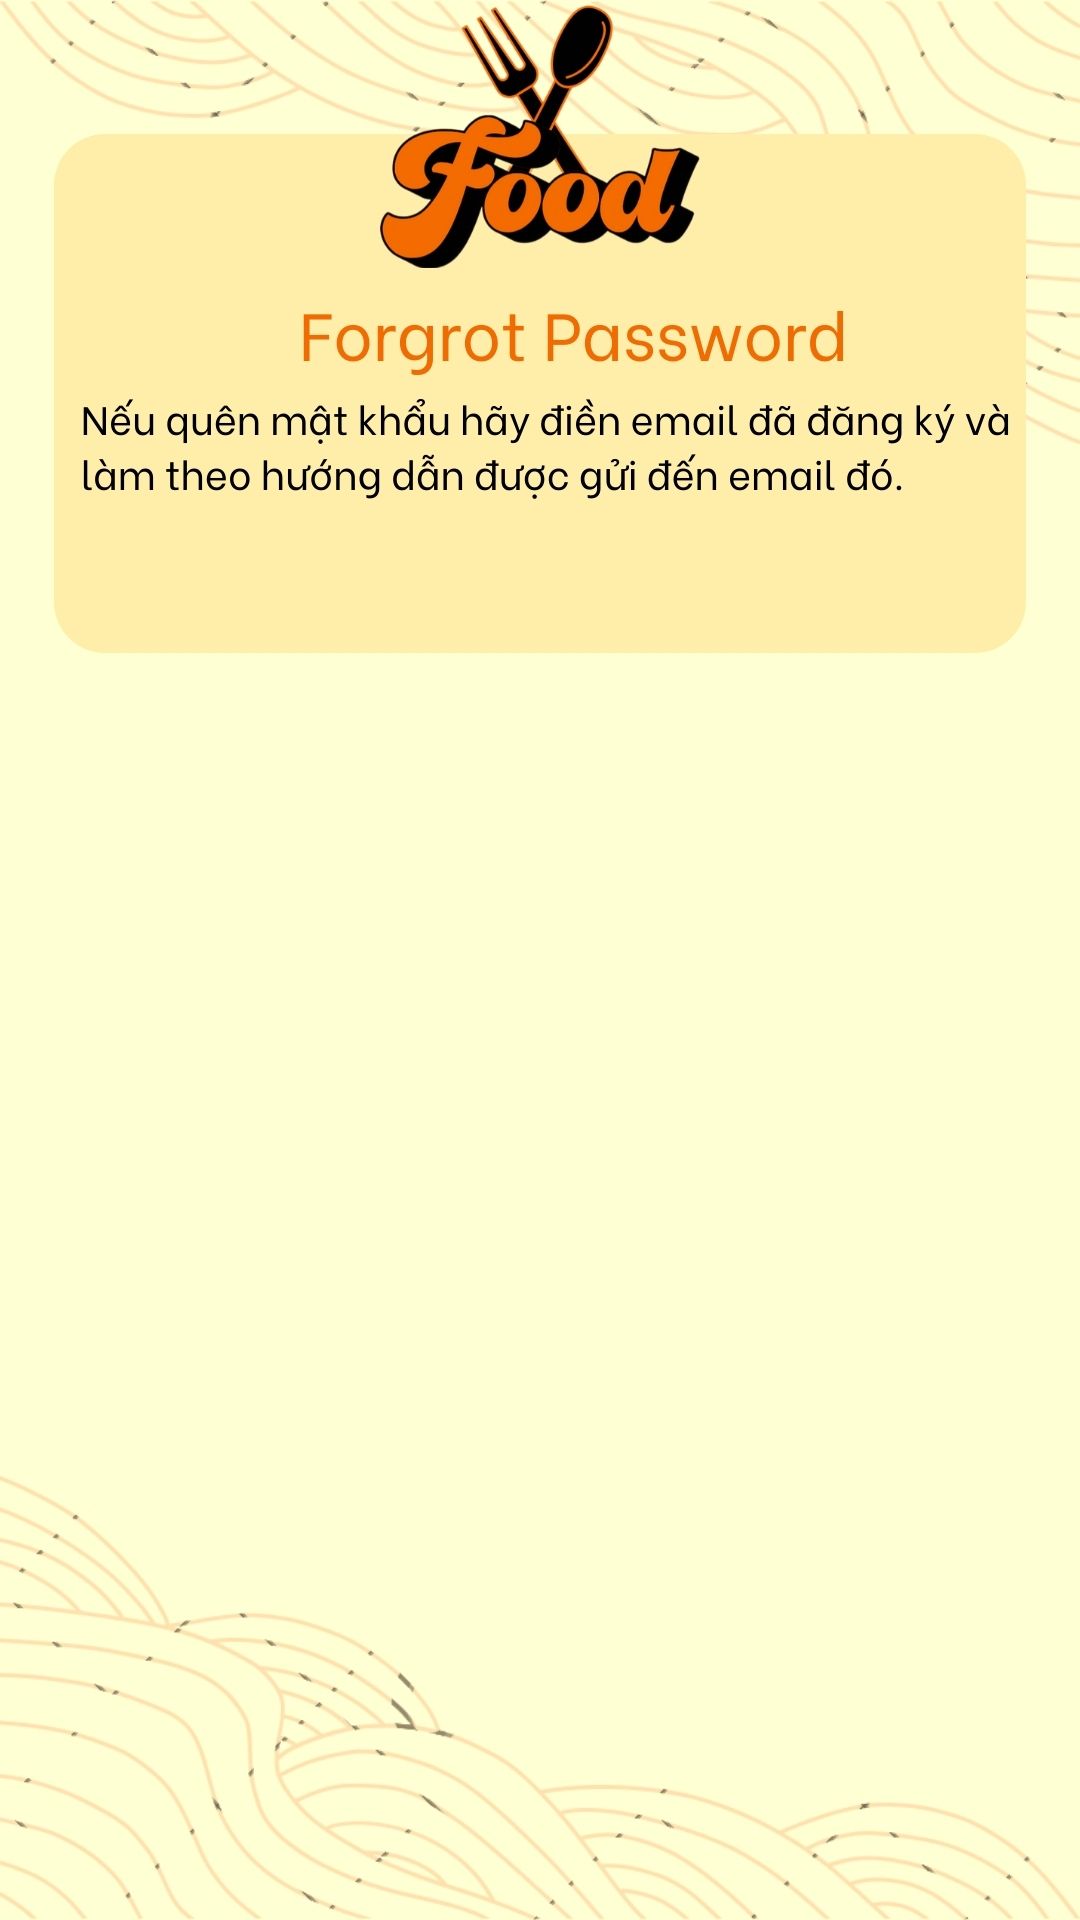 Food
Forgrot Password
Nếu quên mật khẩu hãy điền email đã đăng ký và
làm theo hướng dẫn được gửi đến email đó.